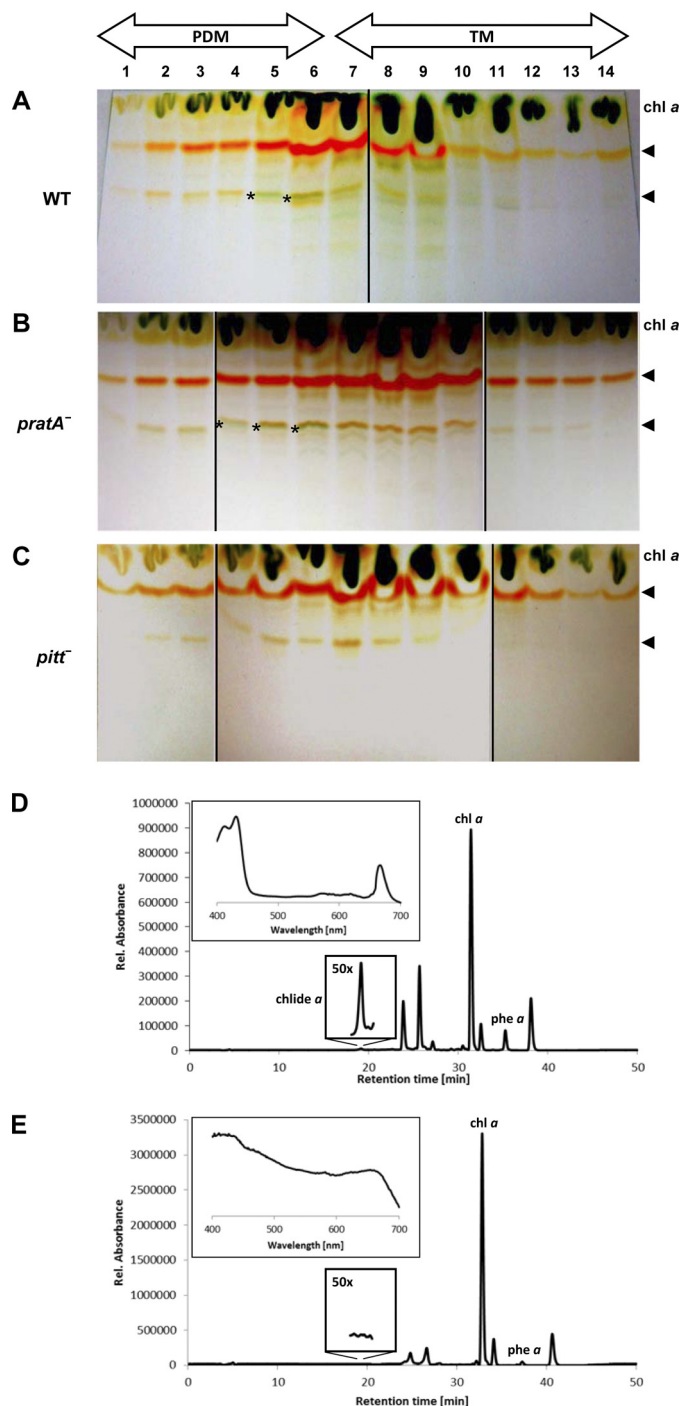 PDM TM
1 2 3 4 5 6 7 8 9 10 11 12 13 14
A
chl a
WT
* *
B
chl a
pratA⁻
* * *
C
chl a
pitt⁻
D
Rel. Absorbance
1000000
900000
800000
700000
600000
500000
400000
300000
200000
100000
0
400 500 600 700
Wavelength [nm]
chl a
50x
chlide a
phe a
0 10 20 30 40 50
Retention time [min]
E
Rel. Absorbance
3500000
3000000
2500000
2000000
1500000
1000000
500000
0
400 500 600 700
Wavelength [nm]
chl a
50x
phe a
0 10 20 30 40 50
Retention time [min]